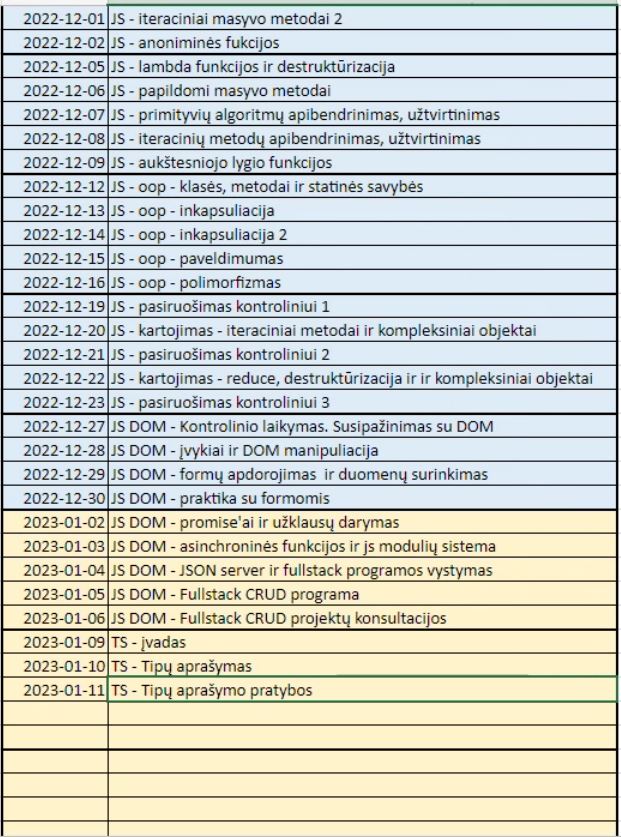 2022-12-01 JS - iteraciniai masyvo metodai 2
2022-12-02 JS - anoniminės fukcijos
2022-12-05 JS - lambda funkcijos ir destruktūrizacija
2022-12-06 JS - papildomi masyvo metodai
2022-12-07 JS - primityvių algoritmų apibendrinimas, užtvirtinimas
2022-12-08 JS - iteracinių metodų apibendrinimas, užtvirtinimas
2022-12-09 JS - aukštesniojo lygio funkcijos
2022-12-12 JS - oop - klasės, metodai ir statinės savybės
2022-12-13 JS - oop - inkapsuliacija
2022-12-14 JS - oop - inkapsuliacija 2
2022-12-15 JS - oop - paveldimumas
2022-12-16 JS - oop - polimorfizmas
2022-12-19 JS - pasiruošimas kontroliniui 1
2022-12-20 JS - kartojimas - iteraciniai metodai ir kompleksiniai objektai
2022-12-21 JS - pasiruošimas kontroliniui 2
2022-12-22 JS - kartojimas - reduce, destruktūrizacija ir ir kompleksiniai objektai
2022-12-23 JS - pasiruošimas kontroliniui 3
2022-12-27 JS DOM - Kontrolinio laikymas. Susipažinimas su DOM
2022-12-28 JS DOM - įvykiai ir DOM manipuliacija
2022-12-29 JS DOM - formų apdorojimas  ir duomenų surinkimas
2022-12-30 JS DOM - praktika su formomis
2023-01-02 JS DOM - promise'ai ir užklausų darymas
2023-01-03 JS DOM - asinchroninės funkcijos ir js modulių sistema
2023-01-04 JS DOM - JSON server ir fullstack programos vystymas
2023-01-05 JS DOM - Fullstack CRUD programa
2023-01-06 JS DOM - Fullstack CRUD projektų konsultacijos
2023-01-09 TS - įvadas
2023-01-10 TS - Tipų aprašymas
2023-01-11 TS - Tipų aprašymo pratybos